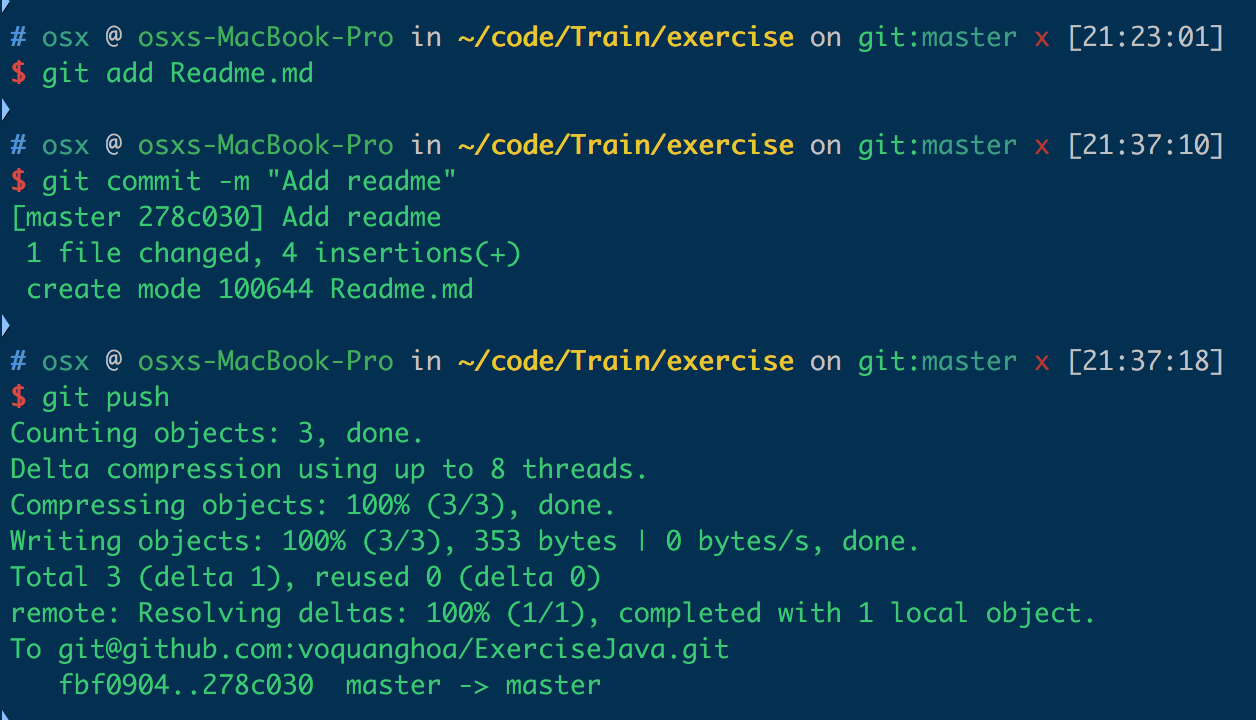 # osx @ osxs-MacBook-Pro in ~/code/Train/exercise on git:master x [21:23:01]
$ git add Readme.md
# osx @ osxs-MacBook-Pro in ~/code/Train/exercise on git:master x [21:37:10]
$ git commit -m "Add readme"
[master 278c030] Add readme
 1 file changed, 4 insertions(+)
 create mode 100644 Readme.md
# osx @ osxs-MacBook-Pro in ~/code/Train/exercise on git:master x [21:37:18]
$ git push
Counting objects: 3, done.
Delta compression using up to 8 threads.
Compressing objects: 100% (3/3), done.
Writing objects: 100% (3/3), 353 bytes | 0 bytes/s, done.
Total 3 (delta 1), reused 0 (delta 0)
remote: Resolving deltas: 100% (1/1), completed with 1 local object.
To git@github.com:voquanghoa/ExerciseJava.git
   fbf0904..278c030  master -> master